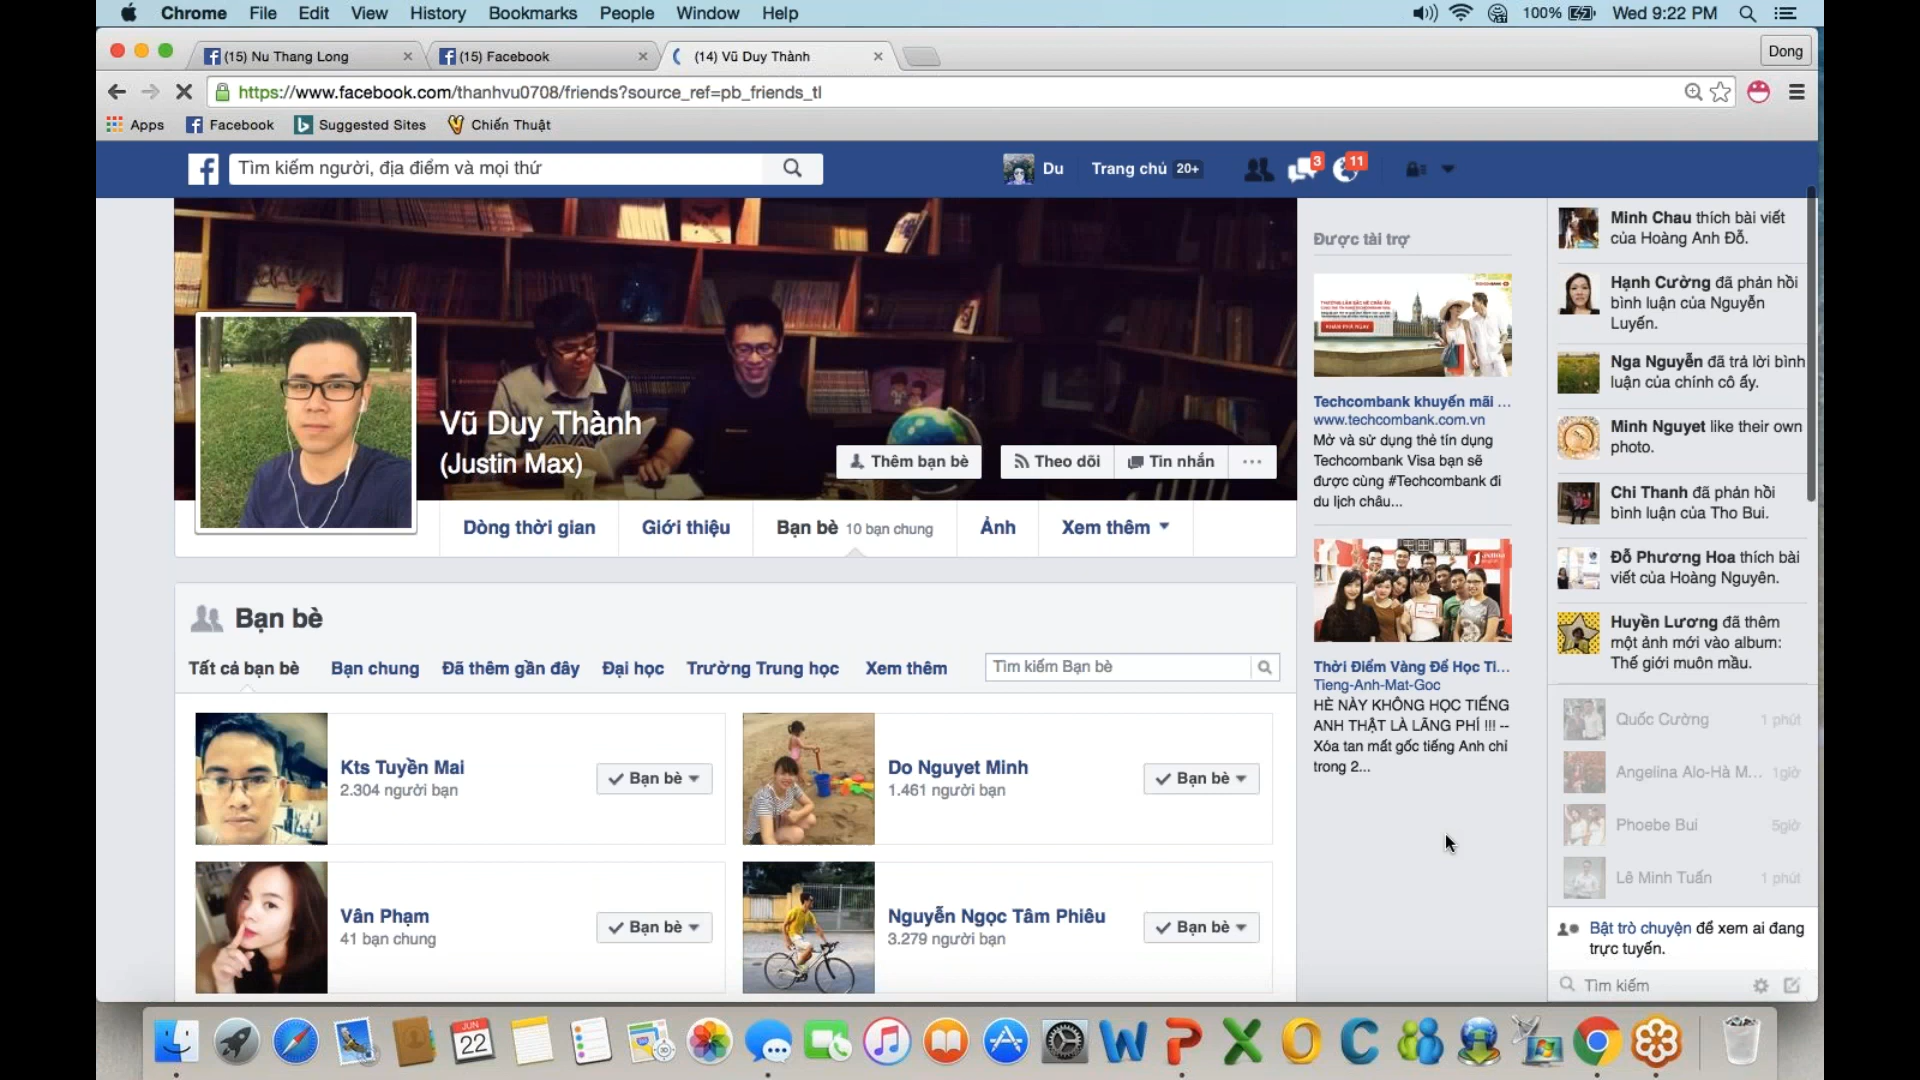 Chrome File Edit View History Bookmarks People Window Help 100% Wed 9:22 PM
(15) Nu Thang Long (15) Facebook (14) Vũ Duy Thành Dong
https://www.facebook.com/thanhvu0708/friends?source_ref=pb_friends_tl
Apps Facebook Suggested Sites Chiến Thuật
Tìm kiếm người, địa điểm và mọi thứ Du Trang chủ 20+ 3 11
Vũ Duy Thành
(Justin Max)
Thêm bạn bè Theo dõi Tin nhắn ...
Dòng thời gian Giới thiệu Bạn bè 10 bạn chung Ảnh Xem thêm
Bạn bè
Tất cả bạn bè Bạn chung Đã thêm gần đây Đại học Trường Trung học Xem thêm Tìm kiếm Bạn bè
Kts Tuyền Mai
2.304 người bạn
Bạn bè
Do Nguyet Minh
1.461 người bạn
Bạn bè
Vân Phạm
41 bạn chung
Bạn bè
Nguyễn Ngọc Tâm Phiêu
3.279 người bạn
Bạn bè
Được tài trợ
Techcombank khuyến mãi ...
www.techcombank.com.vn
Mở và sử dụng thẻ tín dụng
Techcombank Visa bạn sẽ
được cùng #Techcombank đi
du lịch châu...
Thời Điểm Vàng Để Học Ti...
Tieng-Anh-Mat-Goc
HÈ NÀY KHÔNG HỌC TIẾNG
ANH THẬT LÀ LÃNG PHÍ !!! --
Xóa tan mất gốc tiếng Anh chỉ
trong 2...
Minh Chau thích bài viết
của Hoàng Anh Đỗ.
Hạnh Cường đã phản hồi
bình luận của Nguyễn
Luyến.
Nga Nguyễn đã trả lời bình
luận của chính cô ấy.
Minh Nguyet like their own
photo.
Chi Thanh đã phản hồi
bình luận của Tho Bui.
Đỗ Phương Hoa thích bài
viết của Hoàng Nguyên.
Huyền Lương đã thêm
một ảnh mới vào album:
Thế giới muôn mầu.
Quốc Cường 1 phút
Angelina Alo-Hà M... 1giờ
Phoebe Bui 5giờ
Lê Minh Tuấn 1 phút
Bật trò chuyện để xem ai đang
trực tuyến.
Tìm kiếm
JUN
22